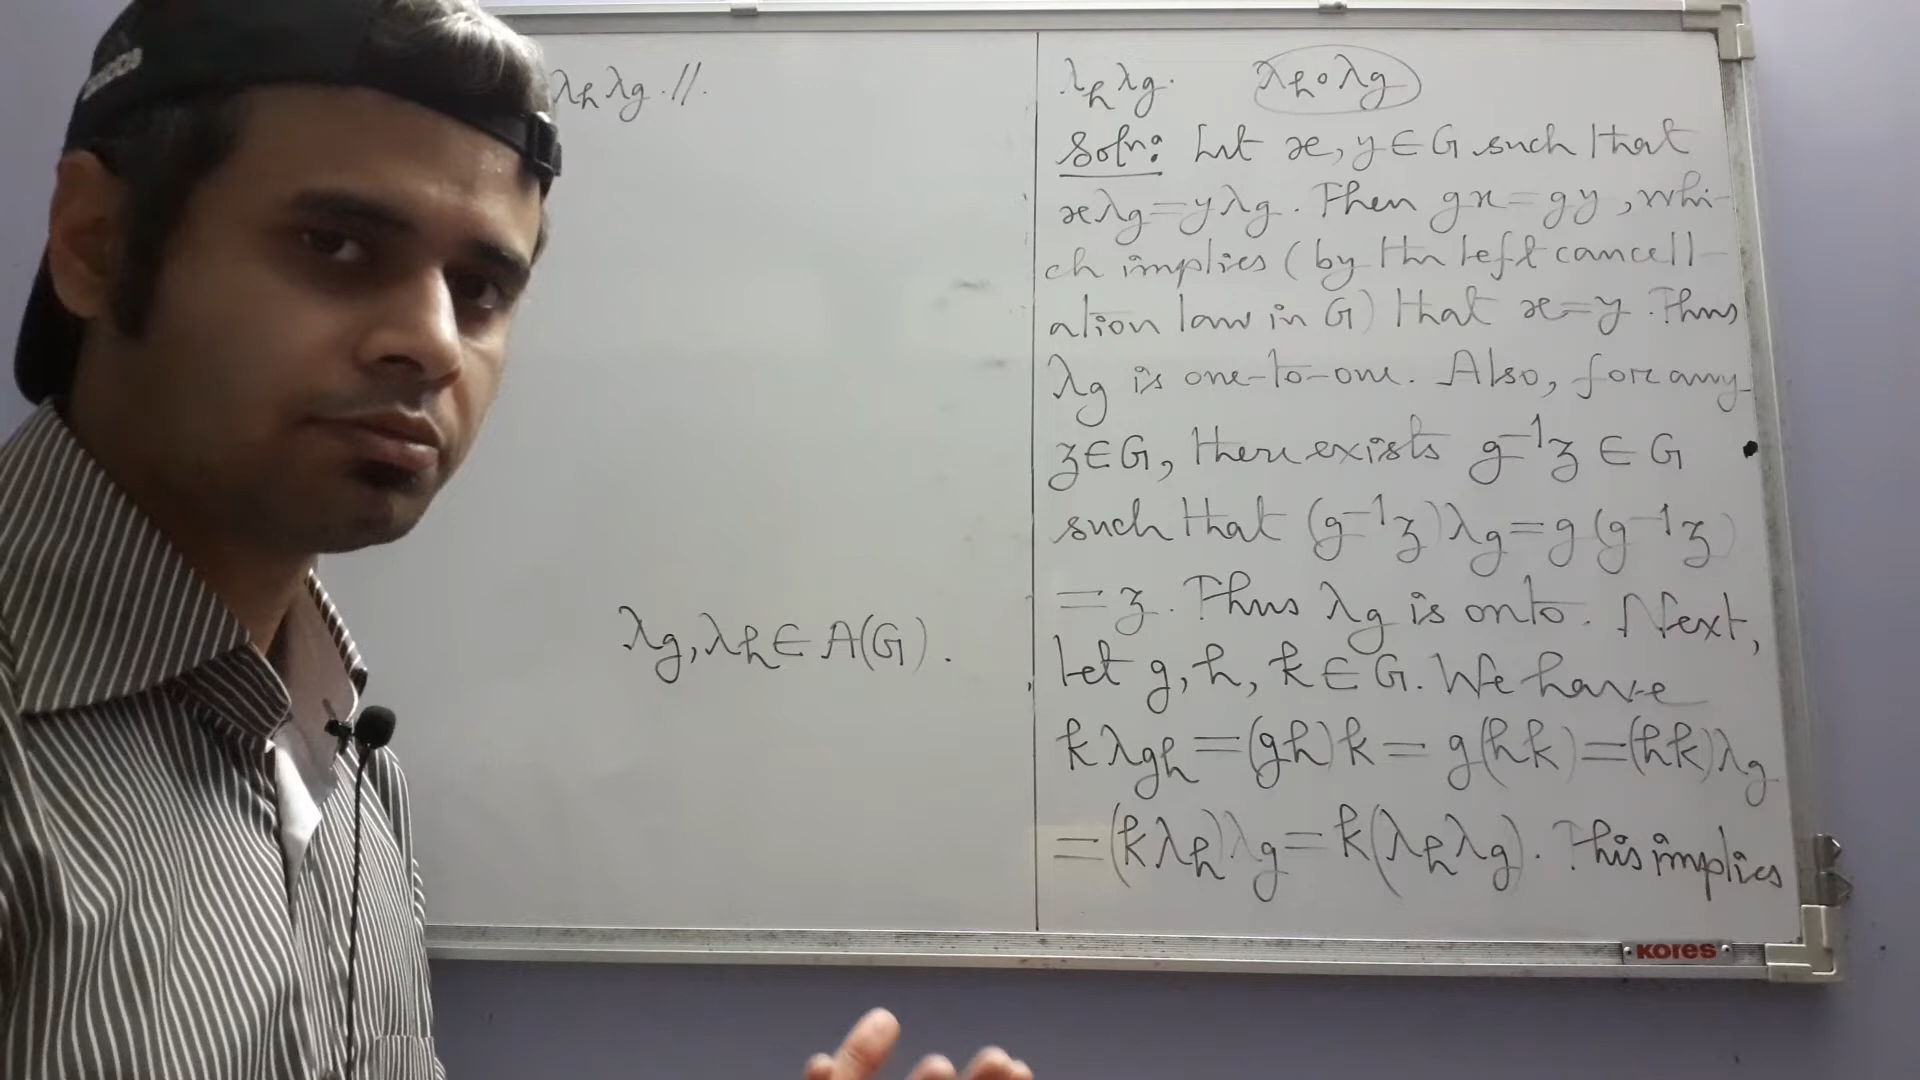 λhλg.//.
λg, λh ∈ A(G).
λhλg. λh∘λg
Soln: Let x, y ∈ G such that
xλg = yλg. Then gx = gy, whi-
ch implies (by the left cancell-
ation law in G) that x = y. Thus
λg is one-to-one. Also, for any
z ∈ G, there exists g⁻¹z ∈ G
such that (g⁻¹z)λg = g(g⁻¹z)
= z. Thus λg is onto. Next,
let g, h, k ∈ G. We have
kλgh = (gh)k = g(hk) = (hk)λg
= (kλh)λg = k(λhλg). This implies
KORES